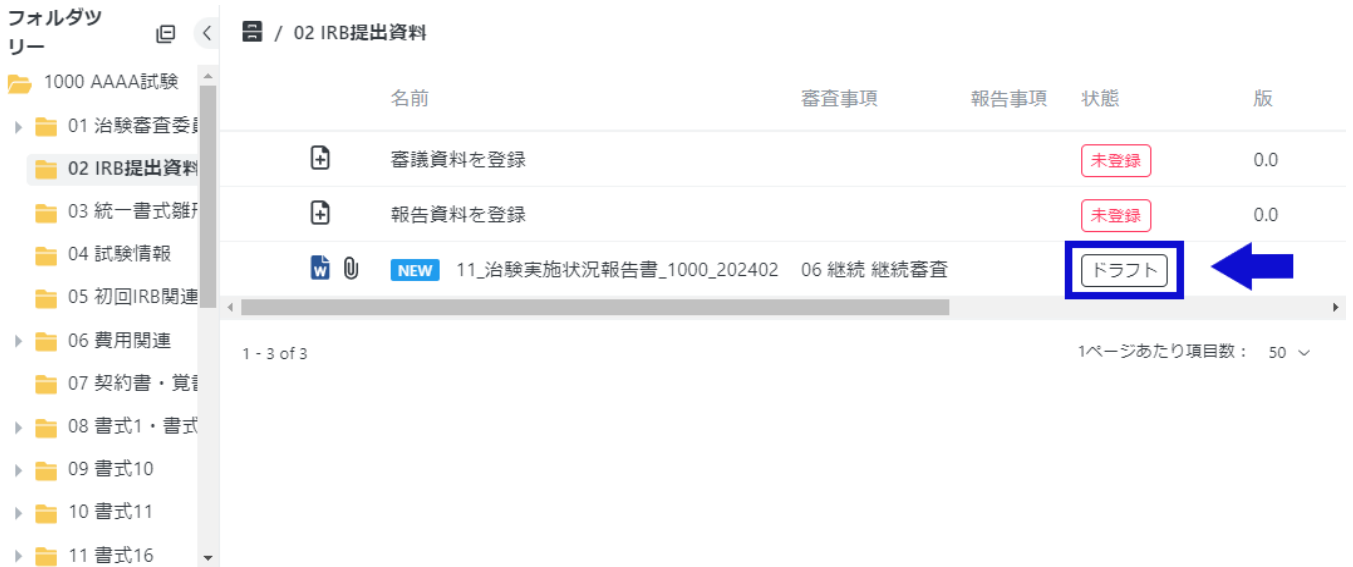 フォルダツ
リー
1000 AAAA試験
01 治験審査委員
02 IRB提出資料
03 統一書式雛形
04 試験情報
05 初回IRB関連
06 費用関連
07 契約書・覚書
08 書式1・書式
09 書式10
10 書式11
11 書式16
/ 02 IRB提出資料
名前 審査事項 報告事項 状態 版
審議資料を登録 未登録 0.0
報告資料を登録 未登録 0.0
W NEW 11_治験実施状況報告書_1000_202402 06 継続 継続審査 ドラフト
1 - 3 of 3 1ページあたり項目数： 50